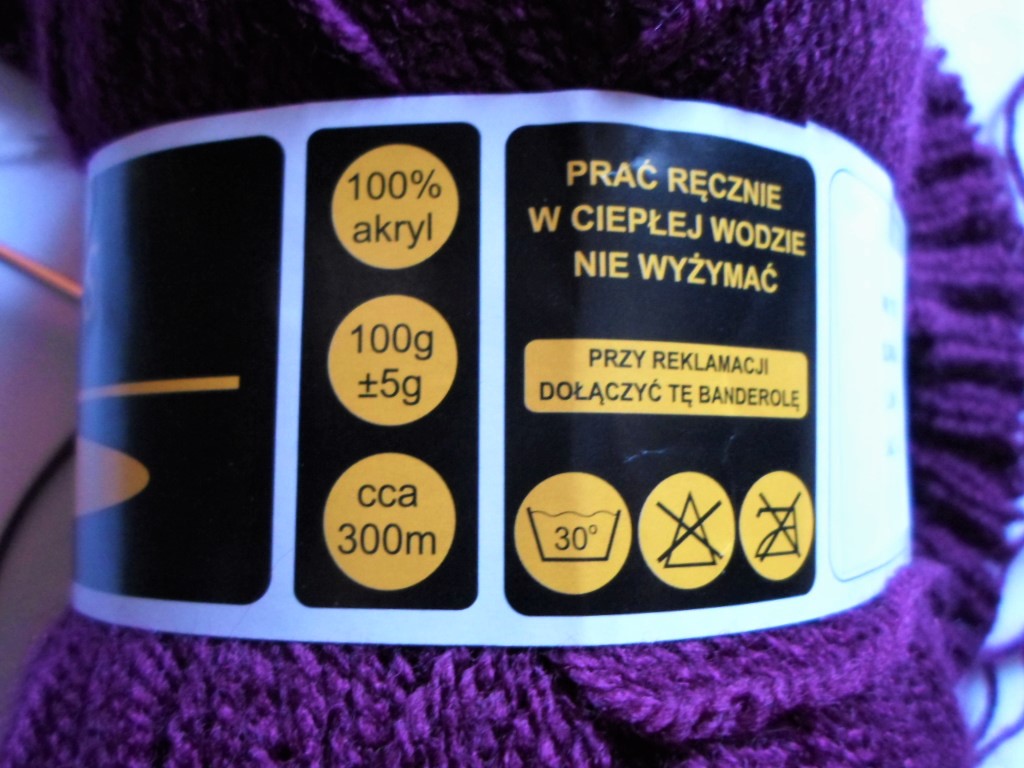 100%
akryl
100g
±5g
cca
300m
PRAĆ RĘCZNIE
W CIEPŁEJ WODZIE
NIE WYŻYMAĆ
PRZY REKLAMACJI
DOŁĄCZYĆ TĘ BANDEROLĘ
30°